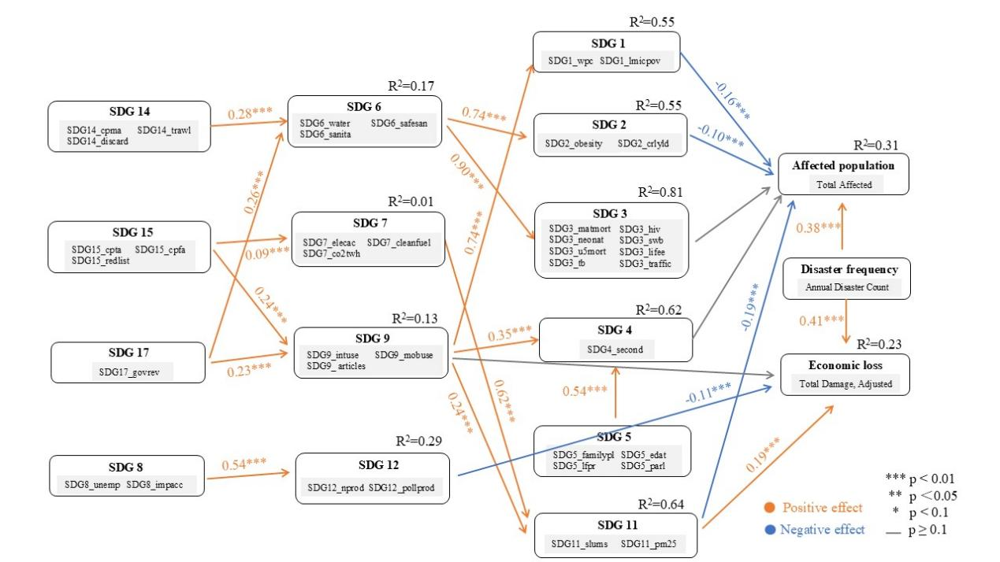 R²=0.55
SDG 1
SDG1_wpc SDG1_lmicpov
SDG 14
SDG14_cpma SDG14_trawl
SDG14_discard
0.28***
R²=0.17
SDG 6
SDG6_water SDG6_safesan
SDG6_sanita
0.74***
0.90***
R²=0.55
SDG 2
SDG2_obesity SDG2_crlyld
-0.16***
-0.10***
R²=0.31
Affected population
Total Affected
0.26***
R²=0.01
SDG 7
SDG7_elecac SDG7_cleanfuel
SDG7_co2twh
SDG 15
SDG15_cpta SDG15_cpfa
SDG15_redlist
0.09***
0.24***
0.74***
R²=0.81
SDG 3
SDG3_matmort SDG3_hiv
SDG3_neonat SDG3_swb
SDG3_u5mort SDG3_lifee
SDG3_tb SDG3_traffic
0.38***
Disaster frequency
Annual Disaster Count
0.41***
-0.19***
SDG 17
SDG17_govrev
0.23***
R²=0.13
SDG 9
SDG9_intuse SDG9_mobuse
SDG9_articles
0.35***
R²=0.62
SDG 4
SDG4_second
R²=0.23
Economic loss
Total Damage, Adjusted
0.24***
0.62***
0.54***
-0.11***
SDG 8
SDG8_unemp SDG8_impacc
0.54***
R²=0.29
SDG 12
SDG12_nprod SDG12_pollprod
SDG 5
SDG5_familypl SDG5_edat
SDG5_lfpr SDG5_parl
0.19***
R²=0.64
SDG 11
SDG11_slums SDG11_pm25
Positive effect
Negative effect
*** p < 0.01
** p <0.05
* p < 0.1
— p ≥ 0.1